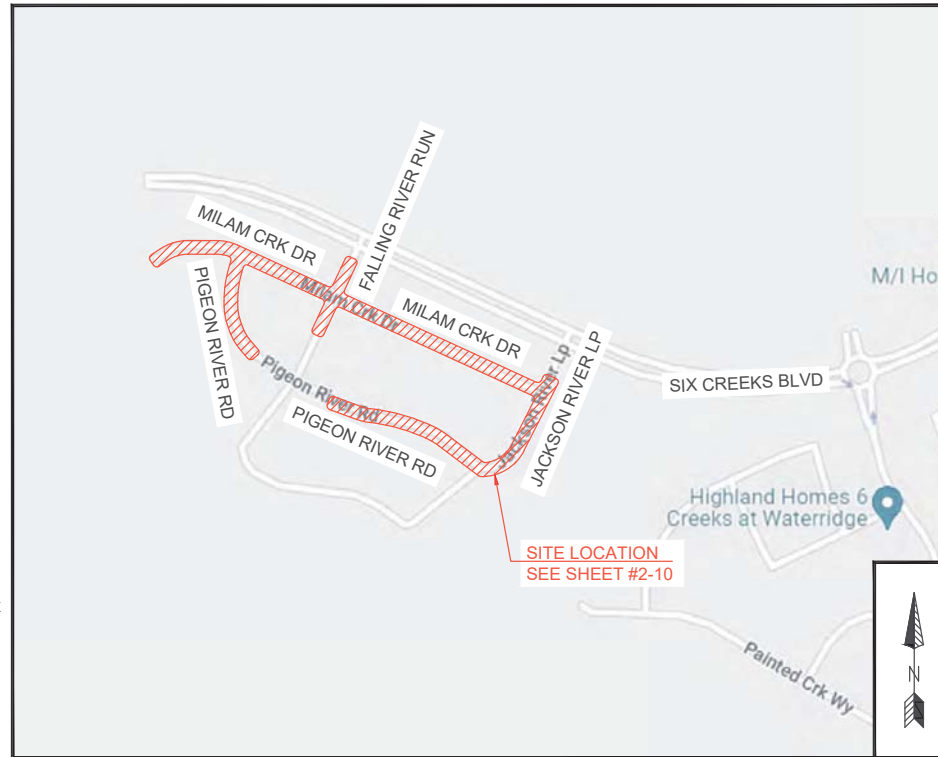 FALLING RIVER RUN
MILAM CRK DR
PIGEON RIVER RD
Milam Crk Dr
MILAM CRK DR
M/I Ho
Jackson River Lp
JACKSON RIVER LP
SIX CREEKS BLVD
Pigeon River Rd
PIGEON RIVER RD
Highland Homes 6
Creeks at Waterridge
SITE LOCATION
SEE SHEET #2-10
Painted Crk Wy
N